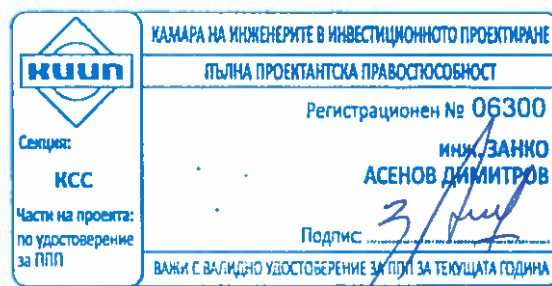 КИИП
Секция:
КСС
Части на проекта:
по удостоверение
за ППП
КАМАРА НА ИНЖЕНЕРИТЕ В ИНВЕСТИЦИОННОТО ПРОЕКТИРАНЕ
ПЪЛНА ПРОЕКТАНТСКА ПРАВОСПОСОБНОСТ
Регистрационен № 06300
инж. ЗАНКО
АСЕНОВ ДИМИТРОВ
Подпис:
ВАЖИ С ВАЛИДНО УДОСТОВЕРЕНИЕ ЗА ППП ЗА ТЕКУЩАТА ГОДИНА